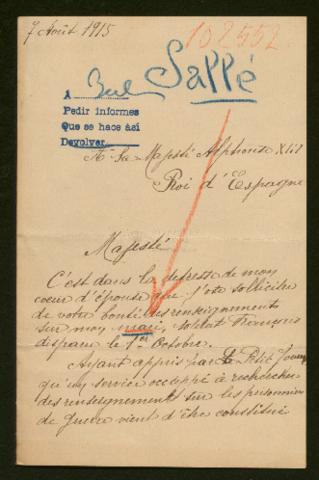 7 Août 1915
102552
Sappé
A Berl
Pedir informes
Que se hace ási
Devolver
A Sa Majesté Alphonse XIII
Roi d'Espagne
Majesté
C'est dans la détresse de mon
cœur d'épouse que j'ose solliciter
de votre bonté des renseignements
sur mon mari, soldat Français
disparu le 1er Octobre.
Ayant appris par Le Petit Journal
qu'un service occupé à rechercher
des renseignements sur les prisonniers
de guerre vient d'être constitué